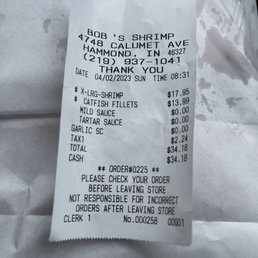 BOB'S SHRIMP
4748 CALUMET AVE
HAMMOND, IN 46327
(219) 937-1041
THANK YOU
DATE 04/02/2023 SUN TIME 08:31
# X-LRG-SHRIMP $17.95
# CATFISH FILLETS $13.99
MILD SAUCE $0.00
TARTAR SAUCE $0.00
GARLIC SC $0.00
TAX1 $2.24
TOTAL $34.18
CASH $34.18
** ORDER#0225 **
PLEASE CHECK YOUR ORDER
BEFORE LEAVING STORE
NOT RESPONSIBLE FOR INCORRECT
ORDERS AFTER LEAVING STORE
CLERK 1 No.000258 00001